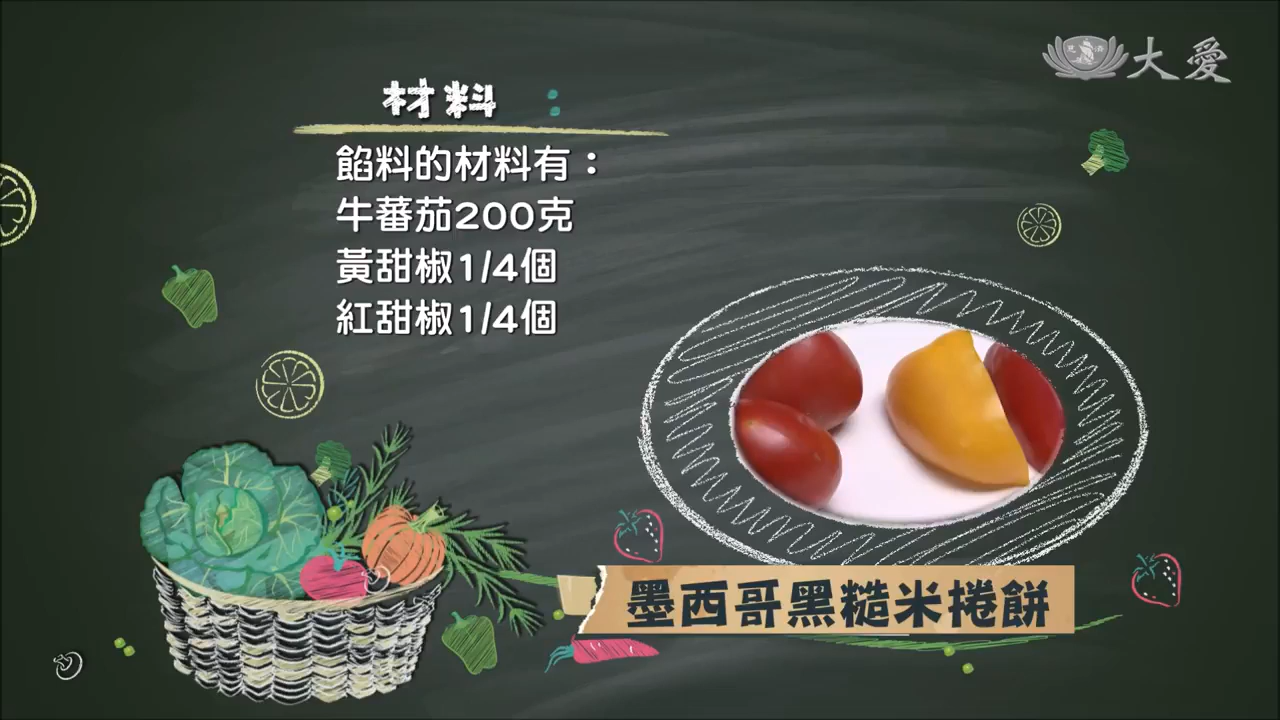 大愛
材料：
餡料的材料有：
牛蕃茄200克
黃甜椒1/4個
紅甜椒1/4個
墨西哥黑糙米捲餅